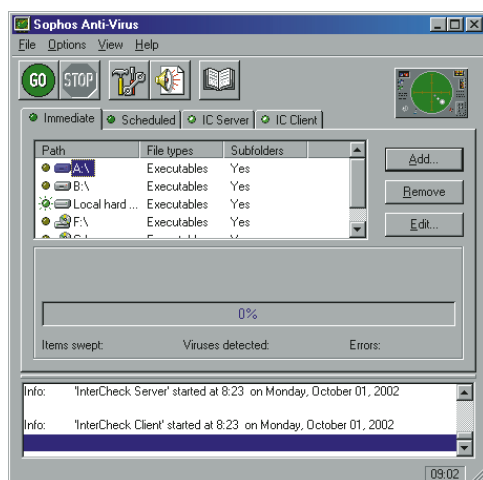 Sophos Anti-Virus
File Options View Help
GO STOP
Immediate Scheduled IC Server IC Client
Path File types Subfolders
A:\ Executables Yes
B:\ Executables Yes
Local hard ... Executables Yes
F:\ Executables Yes
Add...
Remove
Edit...
0%
Items swept: Viruses detected: Errors:
Info: 'InterCheck Server' started at 8:23 on Monday, October 01, 2002
Info: 'InterCheck Client' started at 8:23 on Monday, October 01, 2002
09:02